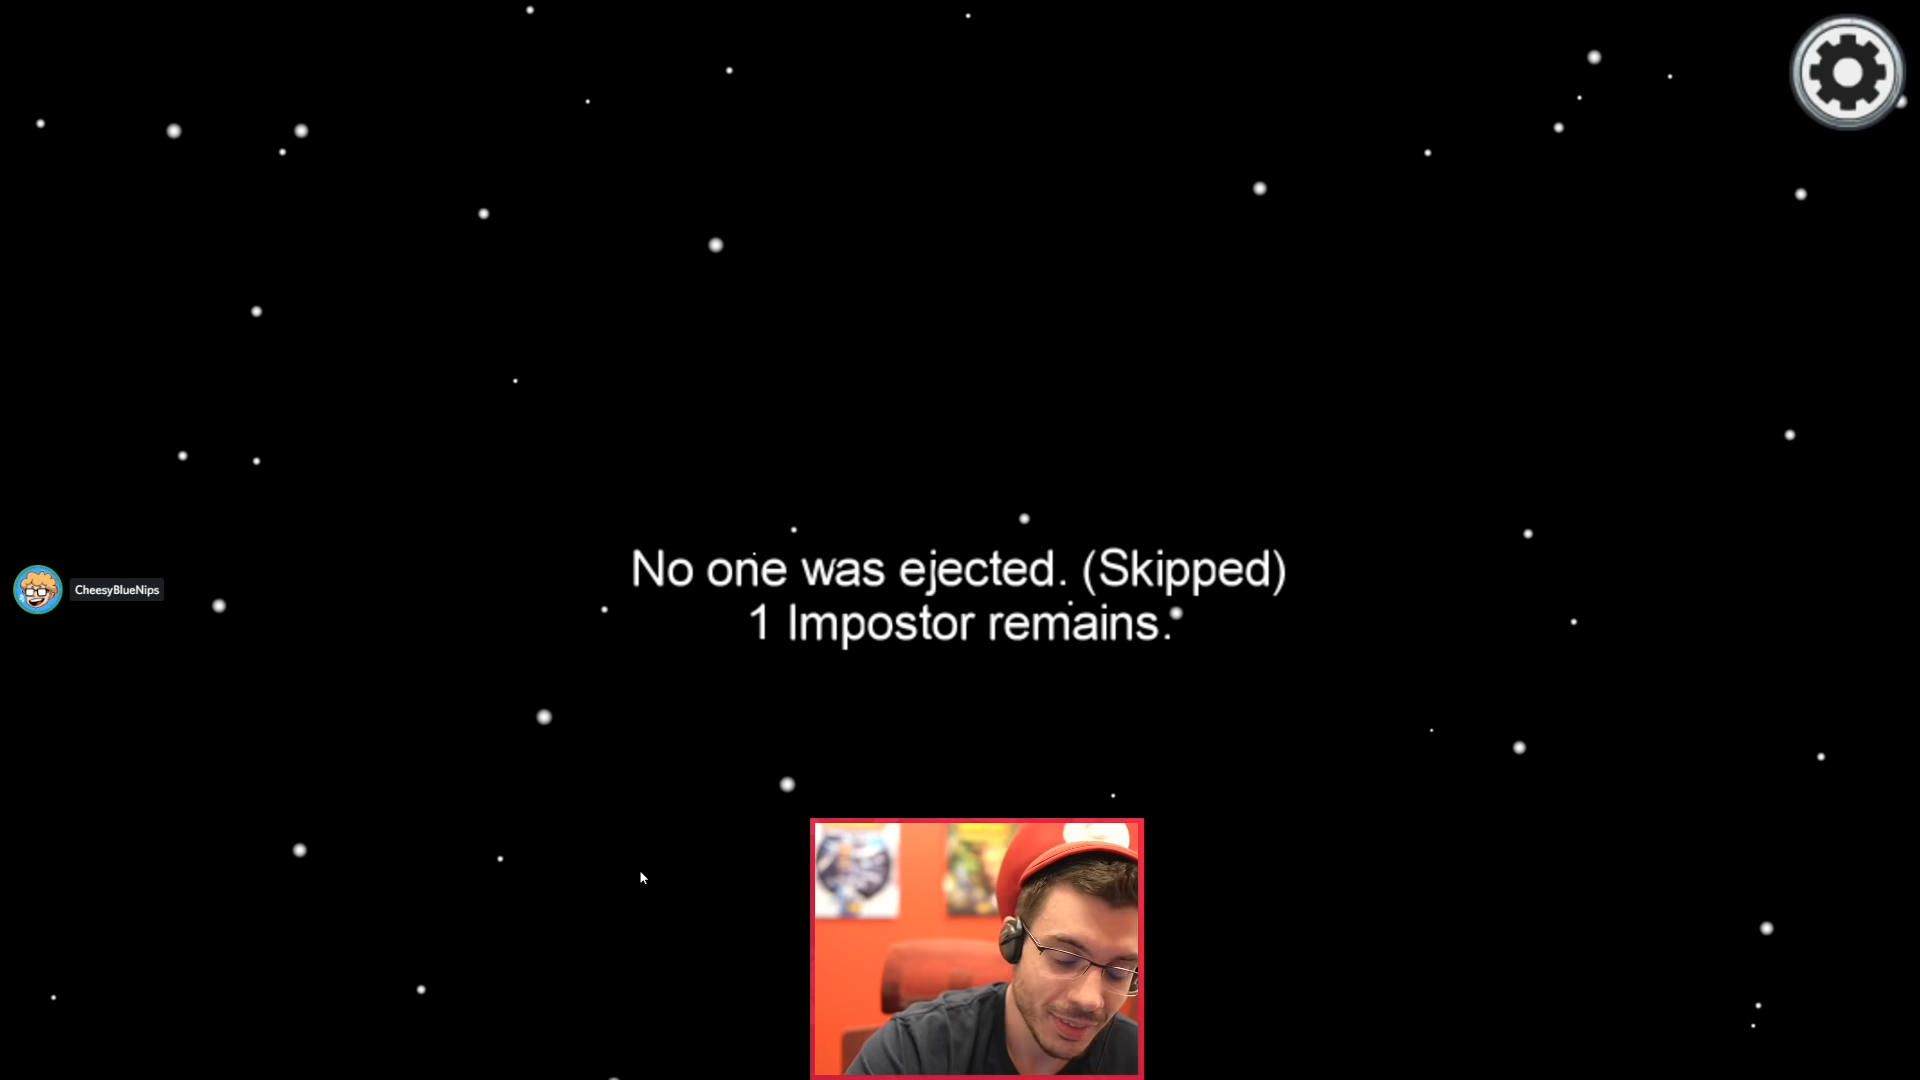 No one was ejected. (Skipped)
1 Impostor remains.
CheesyBlueNips